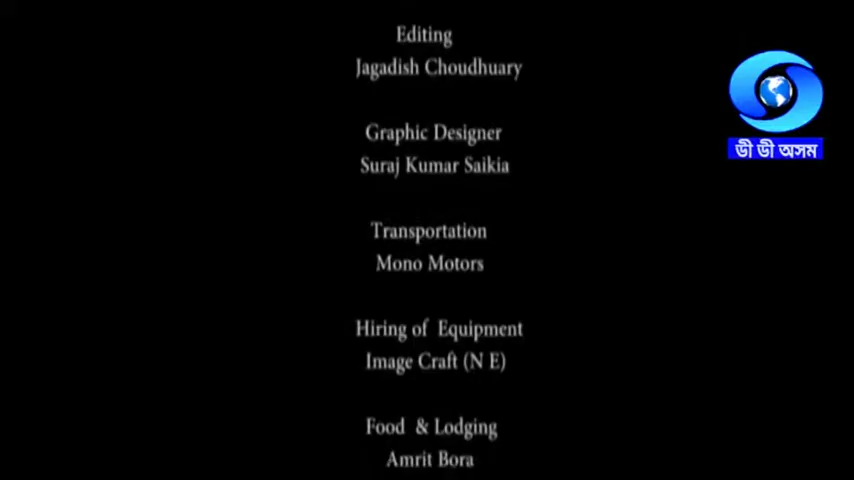 Editing
Jagadish Choudhuary
Graphic Designer
Suraj Kumar Saikia
Transportation
Mono Motors
Hiring of Equipment
Image Craft (N E)
Food & Lodging
Amrit Bora
ডী ডী অসম